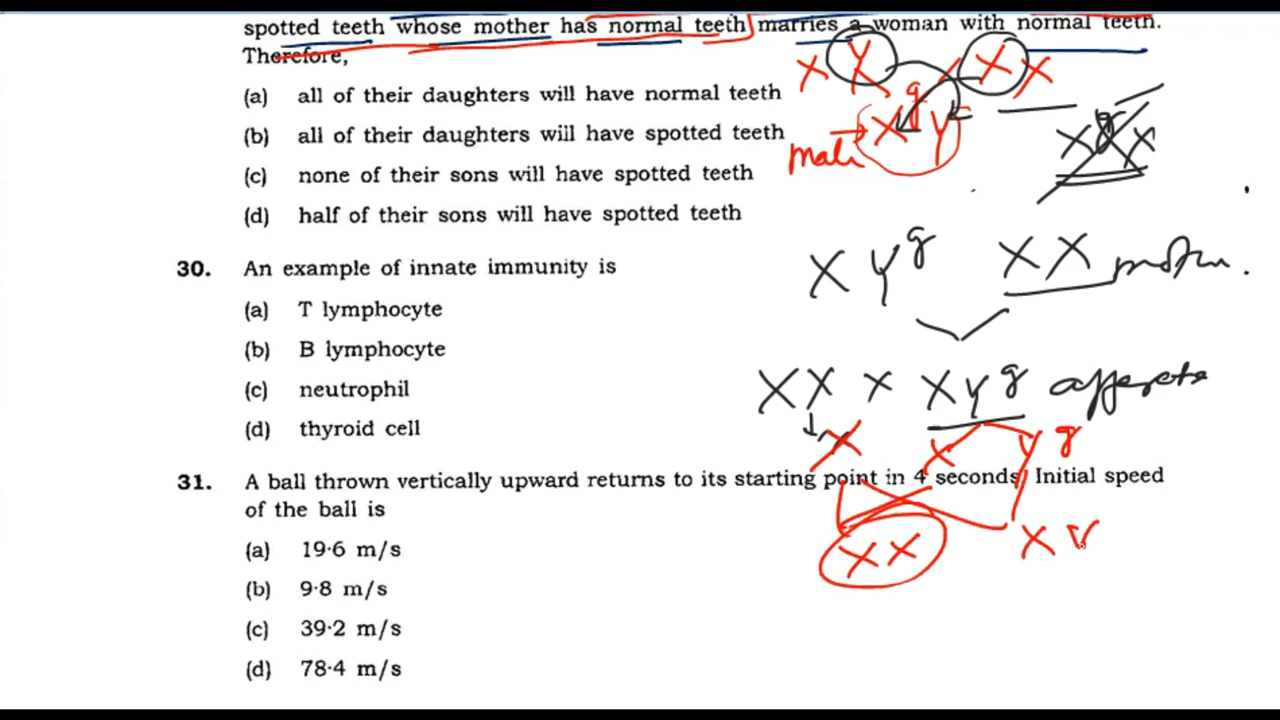 spotted teeth whose mother has normal teeth marries a woman with normal teeth.
Therefore,
(a) all of their daughters will have normal teeth
(b) all of their daughters will have spotted teeth
(c) none of their sons will have spotted teeth
(d) half of their sons will have spotted teeth
X Y X X
X g Y
male
X g X
X Y g X X mother.
X X × X Y g
X X Y g
X X X
30. An example of innate immunity is
(a) T lymphocyte
(b) B lymphocyte
(c) neutrophil
(d) thyroid cell
31. A ball thrown vertically upward returns to its starting point in 4 seconds. Initial speed
of the ball is
(a) 19·6 m/s
(b) 9·8 m/s
(c) 39·2 m/s
(d) 78·4 m/s